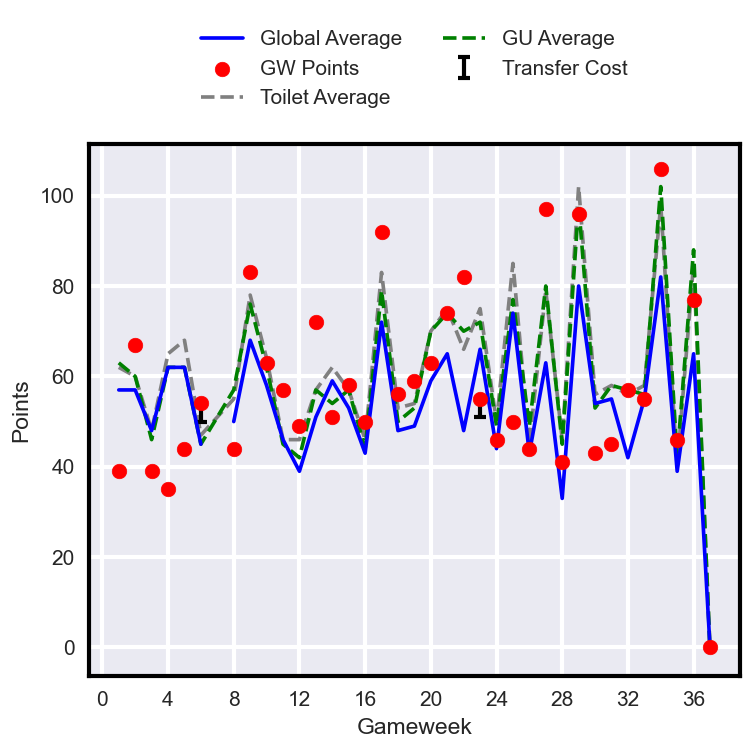 Global Average
GU Average
GW Points
Transfer Cost
Toilet Average
100
80
60
40
20
0
Points
0 4 8 12 16 20 24 28 32 36
Gameweek